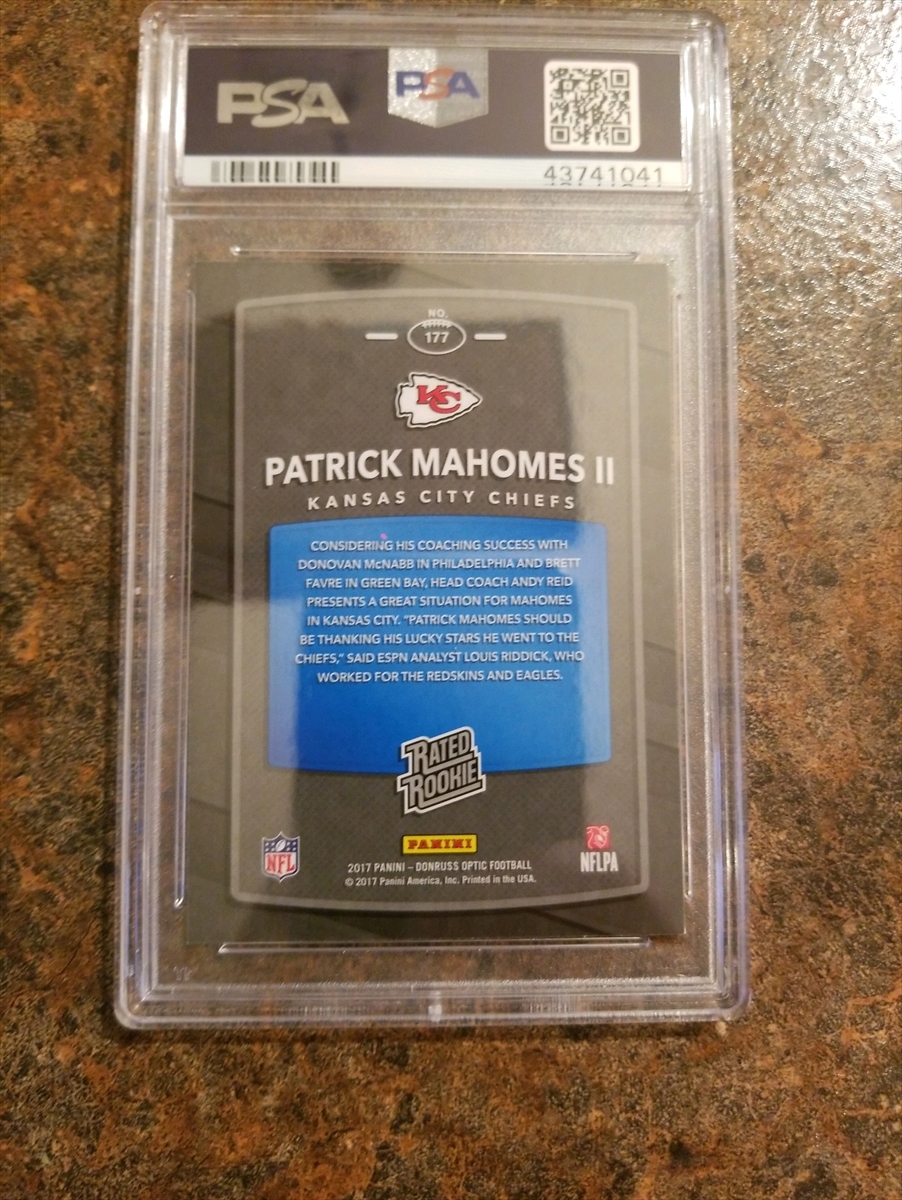 PSA
PSA
43741041
NO.
177
KC
PATRICK MAHOMES II
KANSAS CITY CHIEFS
CONSIDERING HIS COACHING SUCCESS WITH
DONOVAN McNABB IN PHILADELPHIA AND BRETT
FAVRE IN GREEN BAY, HEAD COACH ANDY REID
PRESENTS A GREAT SITUATION FOR MAHOMES
IN KANSAS CITY. “PATRICK MAHOMES SHOULD
BE THANKING HIS LUCKY STARS HE WENT TO THE
CHIEFS,” SAID ESPN ANALYST LOUIS RIDDICK, WHO
WORKED FOR THE REDSKINS AND EAGLES.
RATED
ROOKIE
PANINI
NFL
NFLPA
2017 PANINI – DONRUSS OPTIC FOOTBALL
© 2017 Panini America, Inc. Printed in the USA.